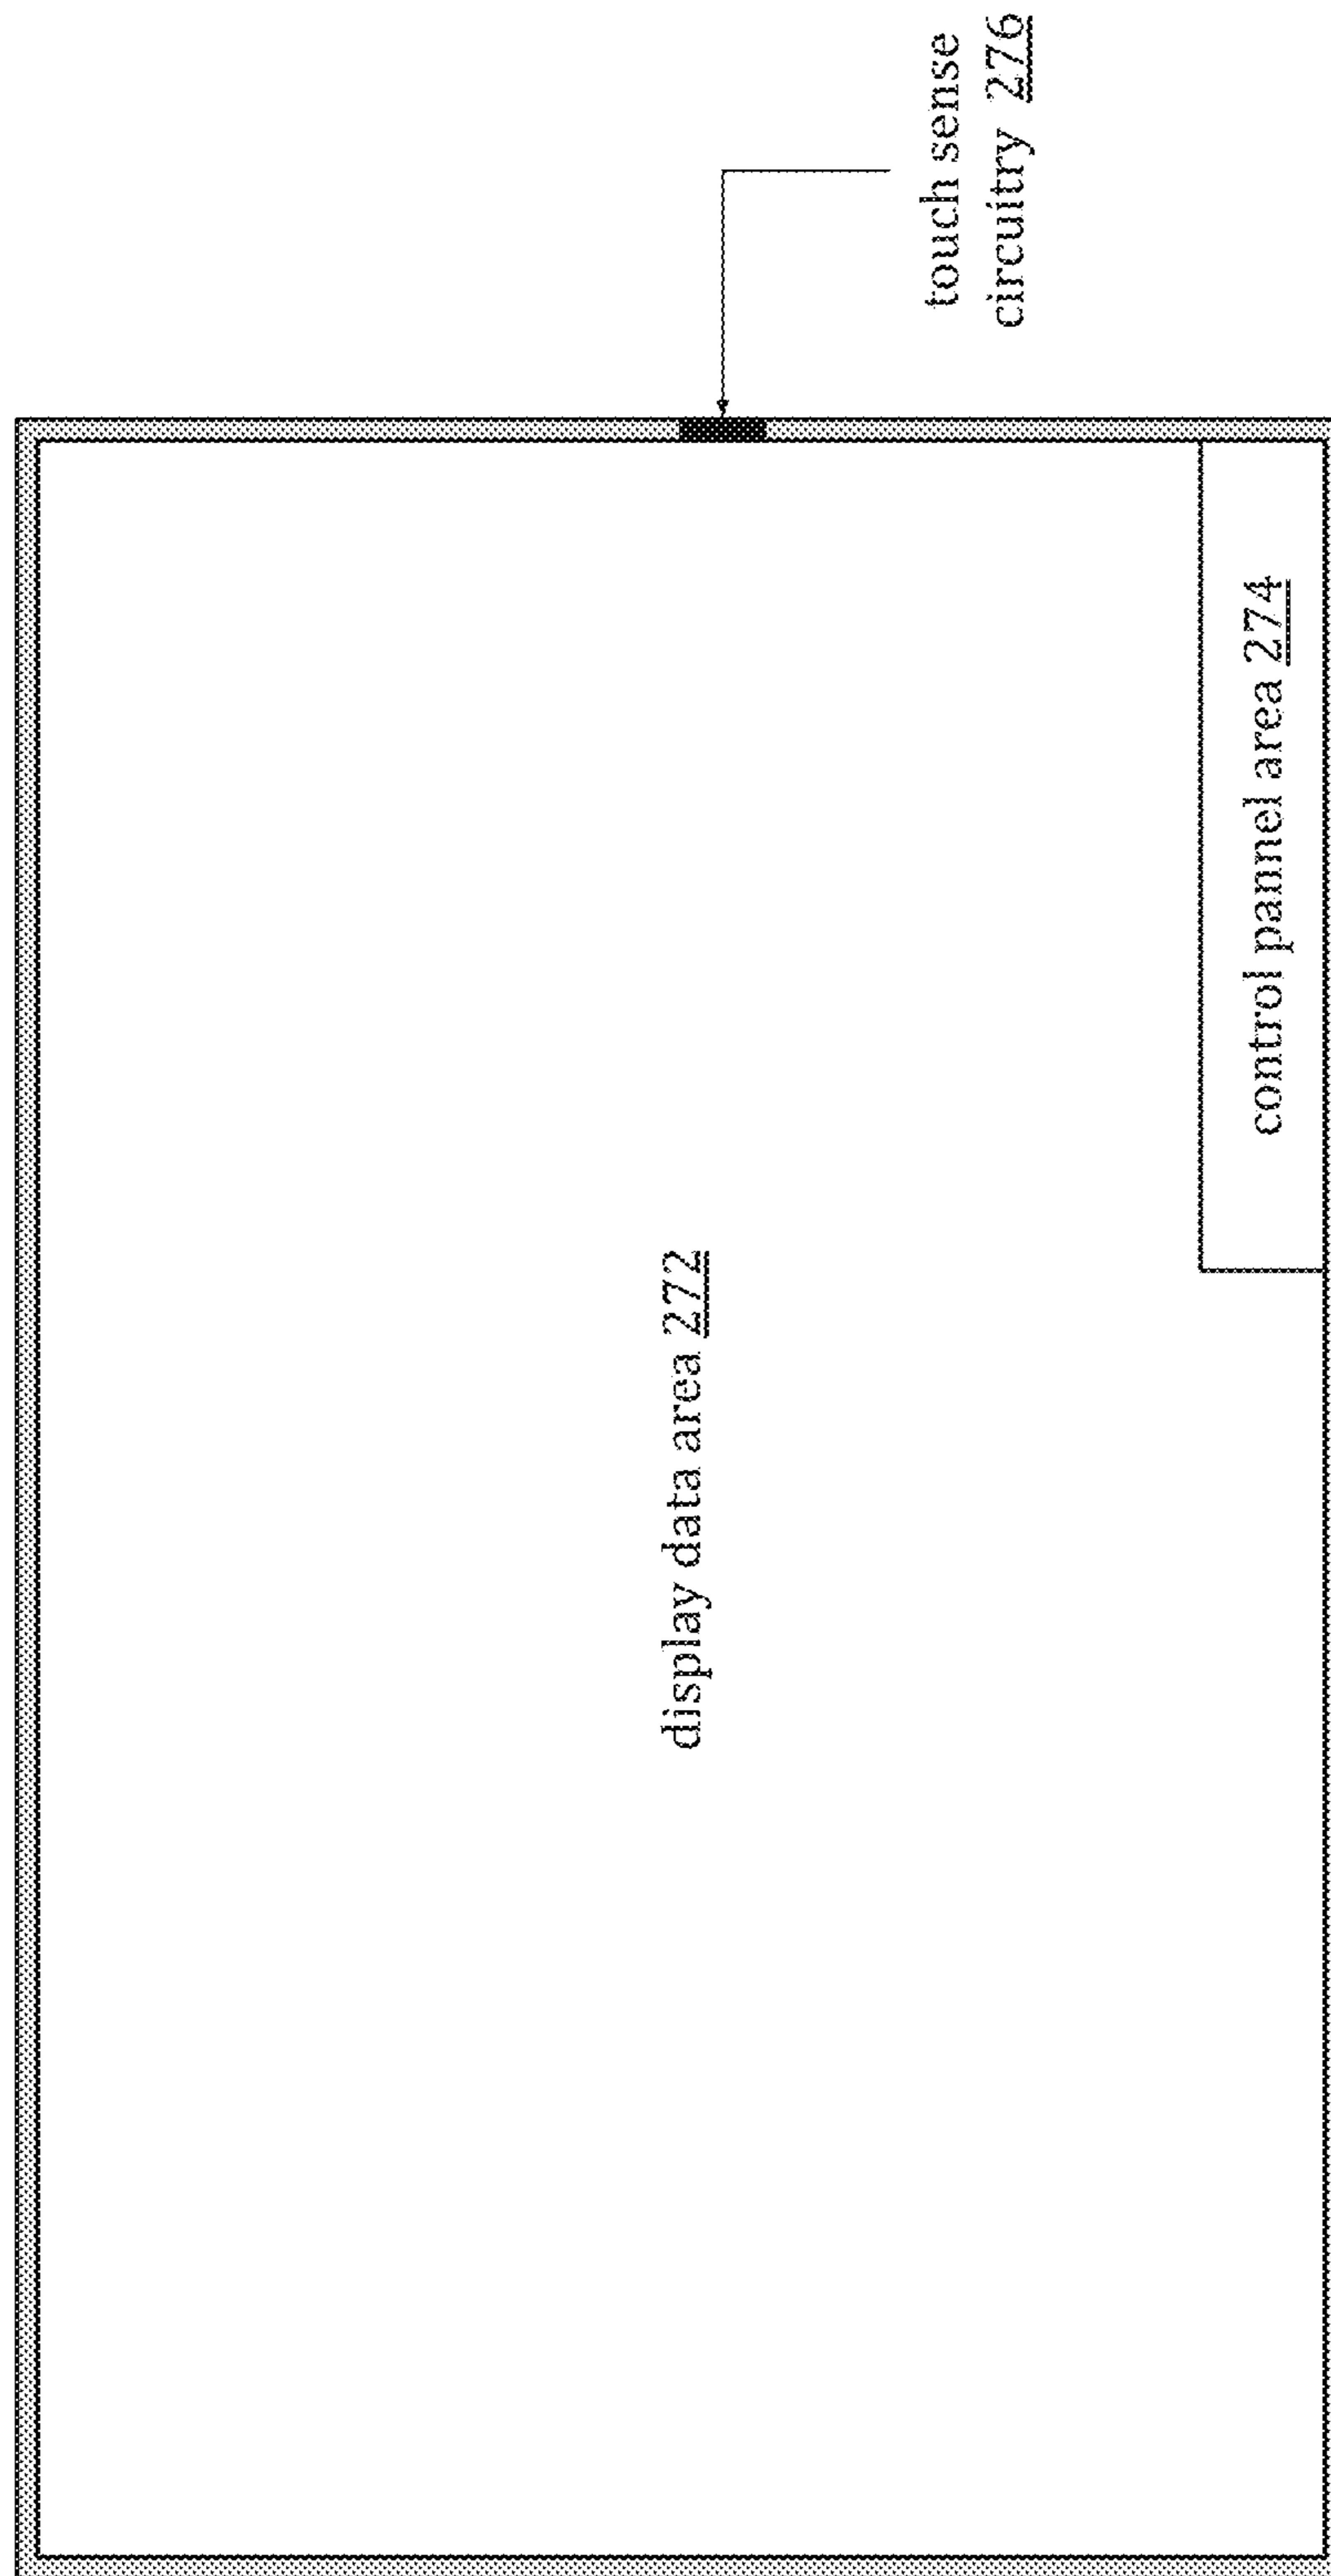 touch sense
circuitry 276
display data area 272
control pannel area 274